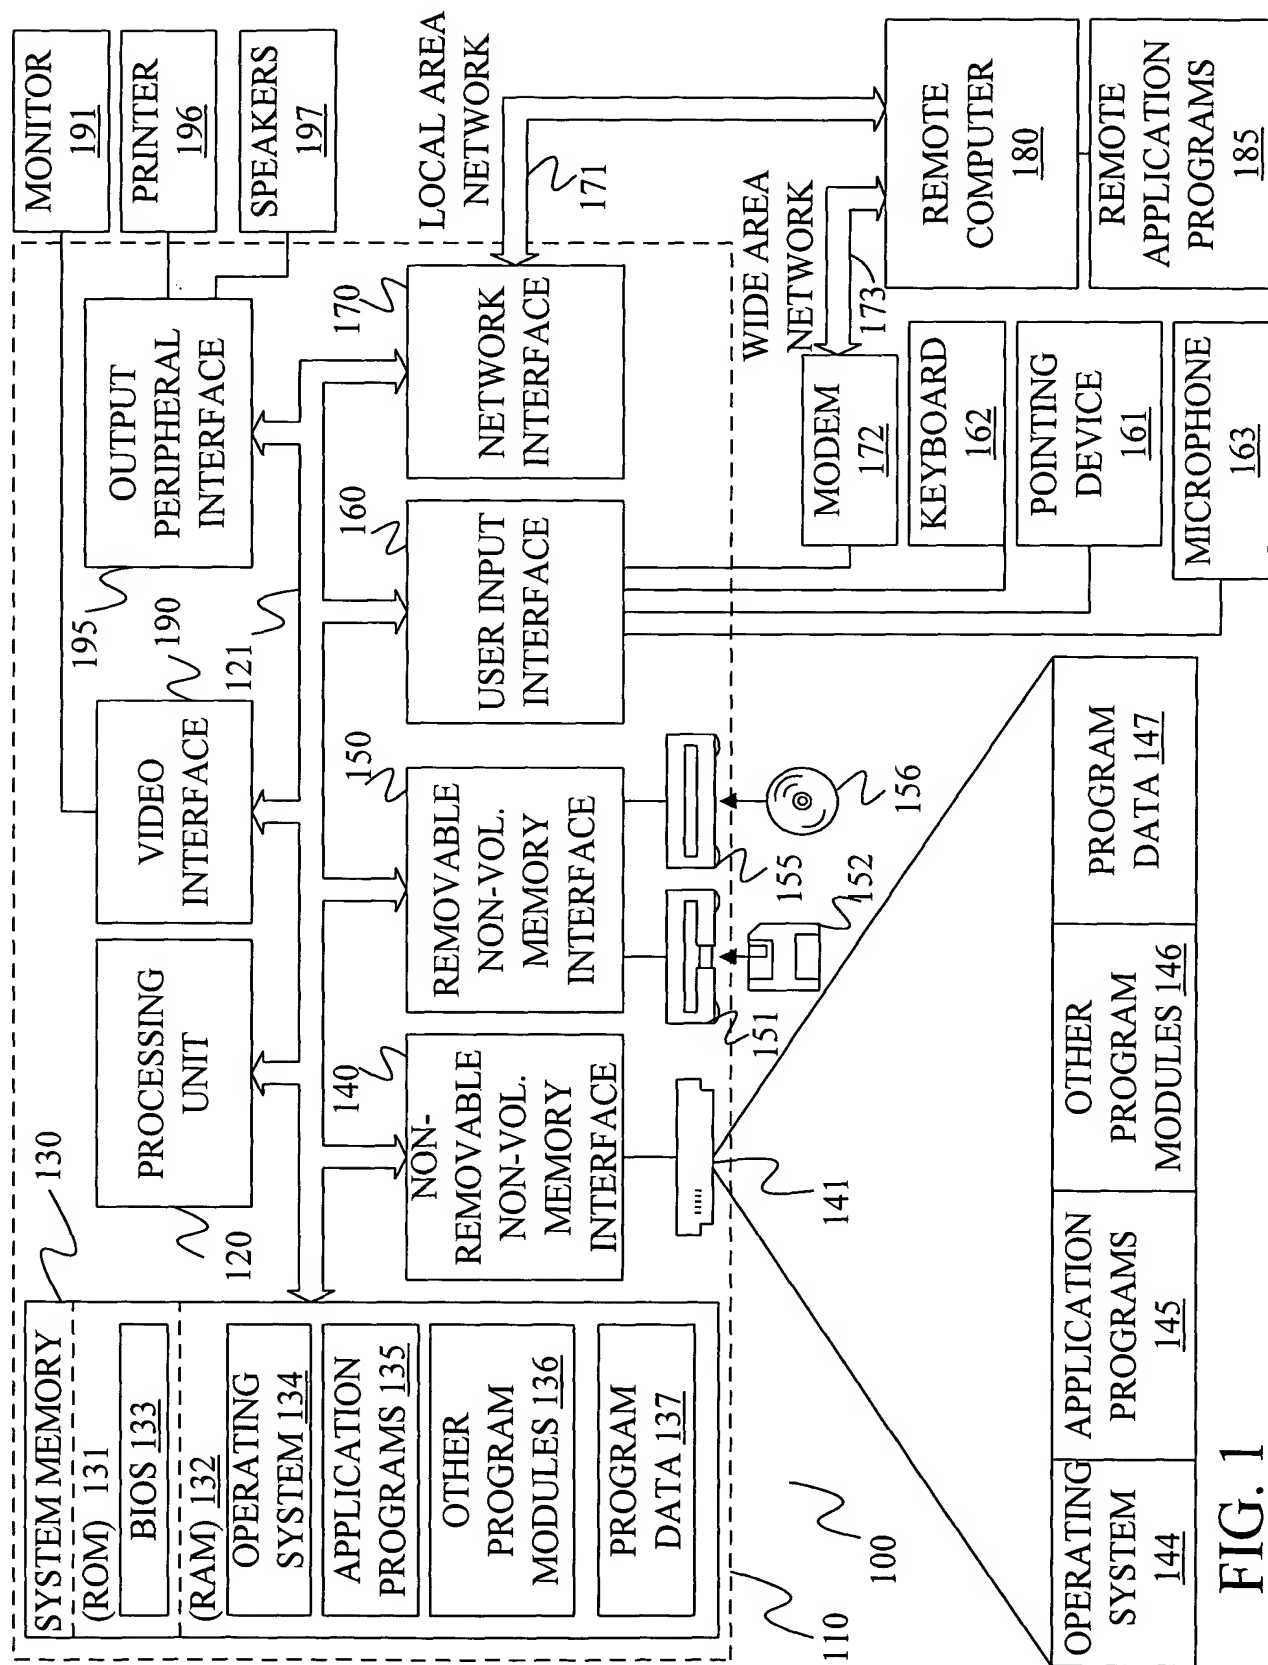 SYSTEM MEMORY
130
(ROM) 131
BIOS 133
(RAM) 132
OPERATING
SYSTEM 134
APPLICATION
PROGRAMS 135
OTHER
PROGRAM
MODULES 136
PROGRAM
DATA 137
PROCESSING
UNIT
120
VIDEO
INTERFACE
190
OUTPUT
PERIPHERAL
INTERFACE
195
121
MONITOR
191
PRINTER
196
SPEAKERS
197
NON-
REMOVABLE
NON-VOL.
MEMORY
INTERFACE
140
REMOVABLE
NON-VOL.
MEMORY
INTERFACE
150
USER INPUT
INTERFACE
160
NETWORK
INTERFACE
170
LOCAL AREA
NETWORK
171
141
151
152
155
156
WIDE AREA
NETWORK
173
MODEM
172
KEYBOARD
162
POINTING
DEVICE
161
MICROPHONE
163
REMOTE
COMPUTER
180
REMOTE
APPLICATION
PROGRAMS
185
110
100
OPERATING
SYSTEM
144
APPLICATION
PROGRAMS
145
OTHER
PROGRAM
MODULES 146
PROGRAM
DATA 147
FIG. 1